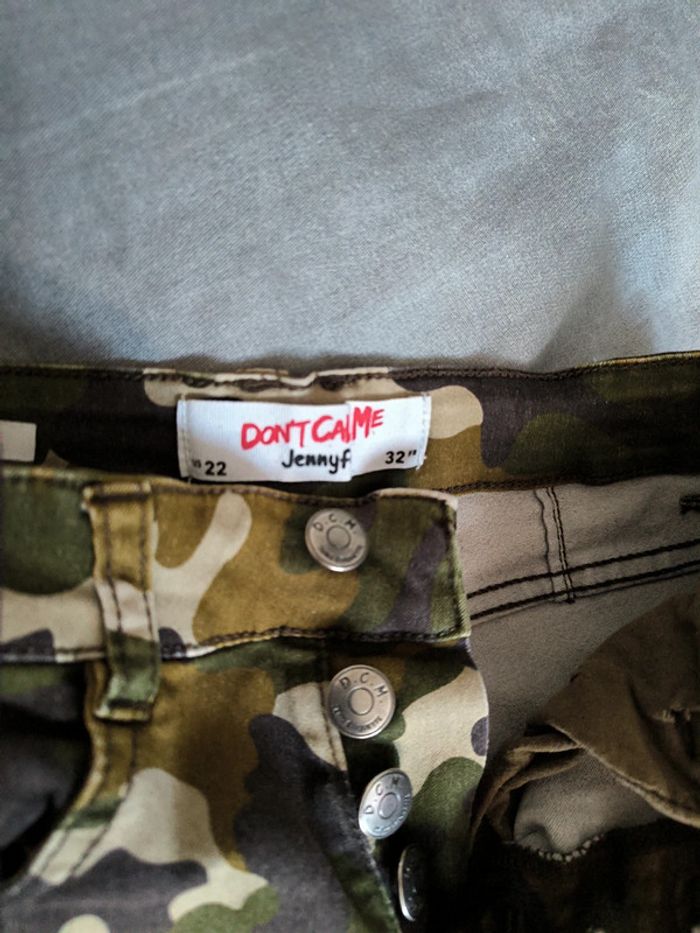 DON'T CALL ME
Jennyf
22
32"
D.C.M.
D.C.M.
D.C.M.